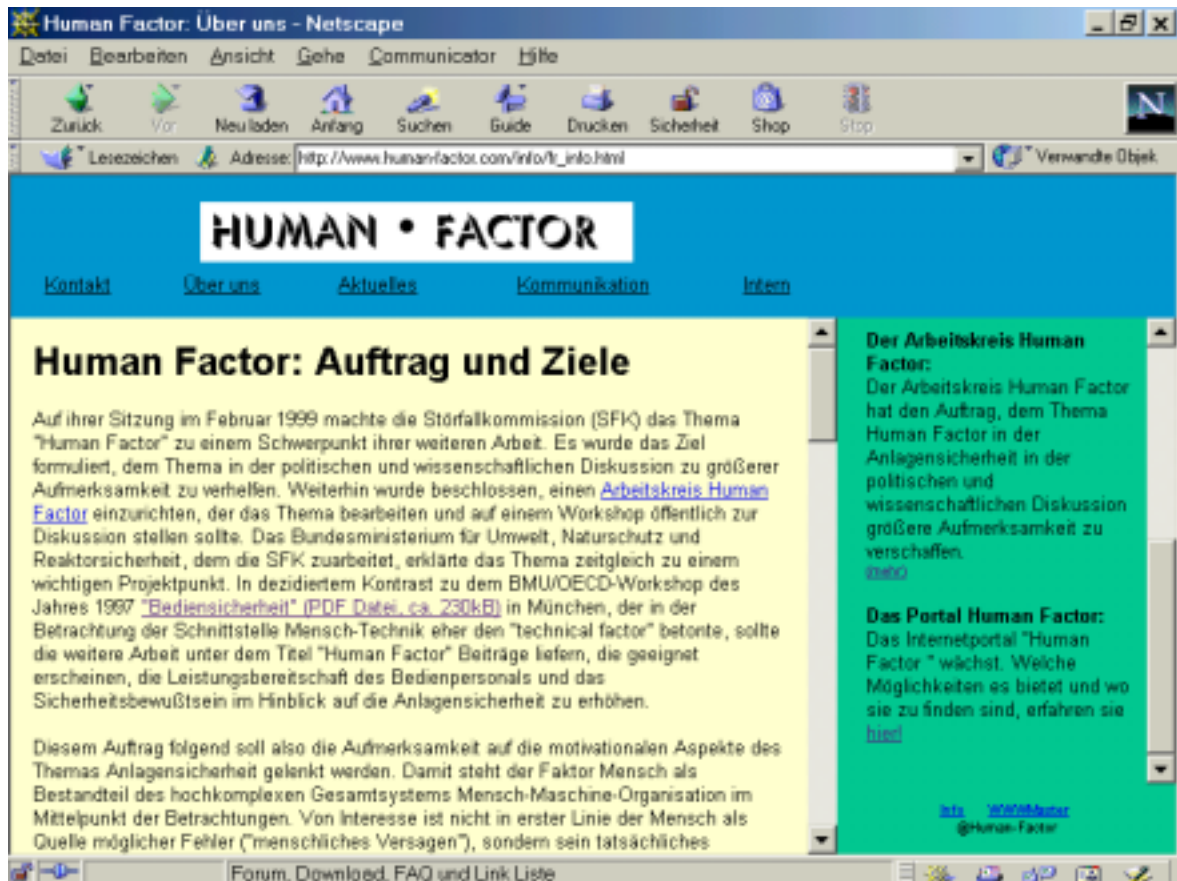 Human Factor: Über uns - Netscape
Datei Bearbeiten Ansicht Gehe Communicator Hilfe
Zurück Vor Neu laden Anfang Suchen Guide Drucken Sicherheit Shop Stop
N
Lesezeichen Adresse: http://www.human-factor.com/info/fr_info.html Verwandte Objek
HUMAN • FACTOR
Kontakt Über uns Aktuelles Kommunikation Intern
Human Factor: Auftrag und Ziele
Auf ihrer Sitzung im Februar 1999 machte die Störfallkommission (SFK) das Thema
"Human Factor" zu einem Schwerpunkt ihrer weiteren Arbeit. Es wurde das Ziel
formuliert, dem Thema in der politischen und wissenschaftlichen Diskussion zu größerer
Aufmerksamkeit zu verhelfen. Weiterhin wurde beschlossen, einen Arbeitskreis Human
Factor einzurichten, der das Thema bearbeiten und auf einem Workshop öffentlich zur
Diskussion stellen sollte. Das Bundesministerium für Umwelt, Naturschutz und
Reaktorsicherheit, dem die SFK zuarbeitet, erklärte das Thema zeitgleich zu einem
wichtigen Projektpunkt. In dezidiertem Kontrast zu dem BMU/OECD-Workshop des
Jahres 1997 "Bediensicherheit" (PDF Datei, ca. 230kB) in München, der in der
Betrachtung der Schnittstelle Mensch-Technik eher den "technical factor" betonte, sollte
die weitere Arbeit unter dem Titel "Human Factor" Beiträge liefern, die geeignet
erscheinen, die Leistungsbereitschaft des Bedienpersonals und das
Sicherheitsbewußtsein im Hinblick auf die Anlagensicherheit zu erhöhen.
Diesem Auftrag folgend soll also die Aufmerksamkeit auf die motivationalen Aspekte des
Themas Anlagensicherheit gelenkt werden. Damit steht der Faktor Mensch als
Bestandteil des hochkomplexen Gesamtsystems Mensch-Maschine-Organisation im
Mittelpunkt der Betrachtungen. Von Interesse ist nicht in erster Linie der Mensch als
Quelle möglicher Fehler ("menschliches Versagen"), sondern sein tatsächliches
Der Arbeitskreis Human
Factor:
Der Arbeitskreis Human Factor
hat den Auftrag, dem Thema
Human Factor in der
Anlagensicherheit in der
politischen und
wissenschaftlichen Diskussion
größere Aufmerksamkeit zu
verschaffen.
(mehr)
Das Portal Human Factor:
Das Internetportal "Human
Factor " wächst. Welche
Möglichkeiten es bietet und wo
sie zu finden sind, erfahren sie
hier!
Info WWWMaster
@Human-Factor
Forum, Download, FAQ und Link Liste